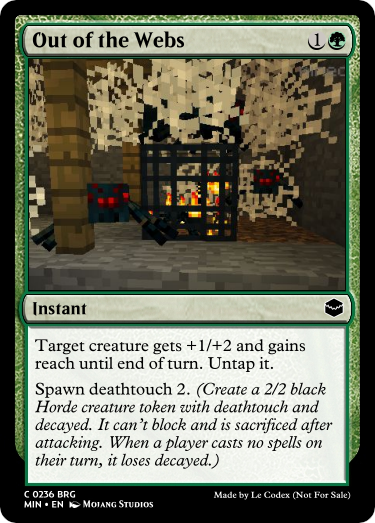 Out of the Webs 1
Instant
Target creature gets +1/+2 and gains
reach until end of turn. Untap it.
Spawn deathtouch 2. (Create a 2/2 black
Horde creature token with deathtouch and
decayed. It can't block and is sacrificed after
attacking. When a player casts no spells on
their turn, it loses decayed.)
C 0236 BRG
MIN • EN Mojang Studios
Made by Le Codex (Not For Sale)